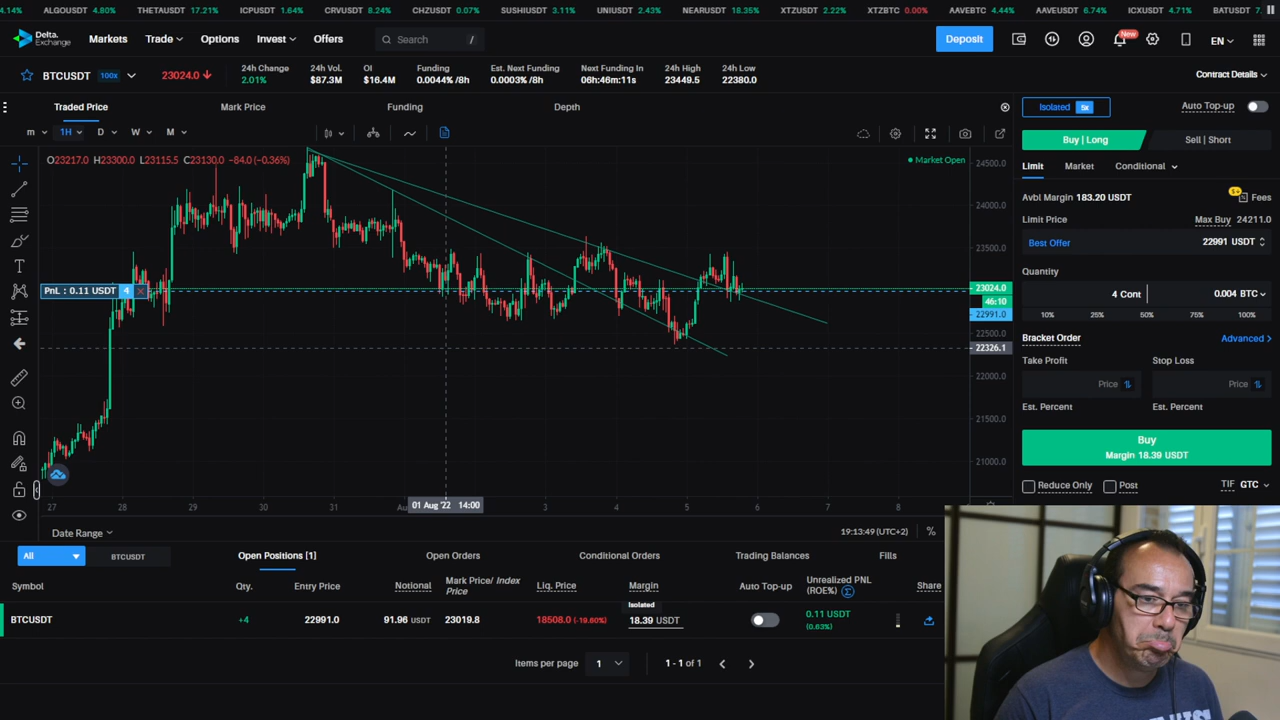 4.14% ALGOUSDT 4.80% THETAUSDT 17.21% ICPUSDT 1.64% CRVUSDT 8.24% CHZUSDT 0.07% SUSHIUSDT 3.11% UNIUSDT 2.43% NEARUSDT 18.35% XTZUSDT 2.22% XTZBTC 0.00% AAVEBTC 4.44% AAVEUSDT 6.74% ICXUSDT 4.71% BATUSDT 7.
Delta. Exchange Markets Trade Options Invest Offers Search / Deposit New EN
BTCUSDT 100x 23024.0
24h Change 24h Vol. OI Funding Est. Next Funding Next Funding In 24h High 24h Low
2.01% $87.3M $16.4M 0.0044% /8h 0.0003% /8h 06h:46m:11s 23449.5 22380.0
Contract Details
Traded Price Mark Price Funding Depth
m 1H D W M
O23217.0 H23300.0 L23115.5 C23130.0 -84.0 (-0.36%)
Market Open
24500.0
24000.0
23500.0
23024.0
46:10
22991.0
22500.0
22326.1
22000.0
21500.0
21000.0
PnL : 0.11 USDT 4
27 28 29 30 31 Au 01 Aug '22 14:00 2 3 4 5 6 7 8
Date Range 19:13:49 (UTC+2) %
Isolated 5x Auto Top-up
Buy | Long Sell | Short
Limit Market Conditional
Avbl Margin 183.20 USDT Fees
Limit Price Max Buy 24211.0
Best Offer 22991 USDT
Quantity
4 Cont 0.004 BTC
10% 25% 50% 75% 100%
Bracket Order Advanced
Take Profit Stop Loss
Price Price
Est. Percent Est. Percent
Buy
Margin 18.39 USDT
Reduce Only Post TIF GTC
All BTCUSDT Open Positions [1] Open Orders Conditional Orders Trading Balances Fills
Symbol Qty. Entry Price Notional Mark Price/ Index Price Liq. Price Margin Auto Top-up Unrealized PNL (ROE%) Share
Isolated
BTCUSDT +4 22991.0 91.96 USDT 23019.8 18508.0 (-19.60%) 18.39 USDT 0.11 USDT
(0.63%)
Items per page 1 1 - 1 of 1